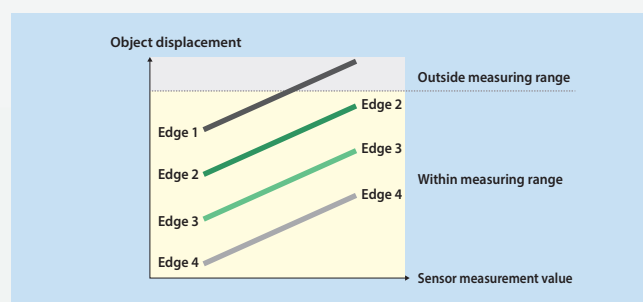 Object displacement
Outside measuring range
Edge 2
Edge 1
Edge 3
Edge 2
Within measuring range
Edge 4
Edge 3
Edge 4
Sensor measurement value